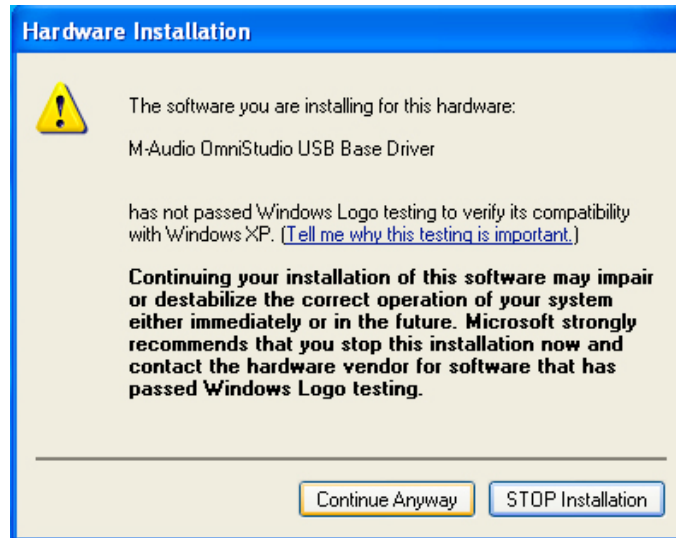 Hardware Installation
The software you are installing for this hardware:
M-Audio OmniStudio USB Base Driver
has not passed Windows Logo testing to verify its compatibility
with Windows XP. (Tell me why this testing is important.)
Continuing your installation of this software may impair
or destabilize the correct operation of your system
either immediately or in the future. Microsoft strongly
recommends that you stop this installation now and
contact the hardware vendor for software that has
passed Windows Logo testing.
Continue Anyway
STOP Installation